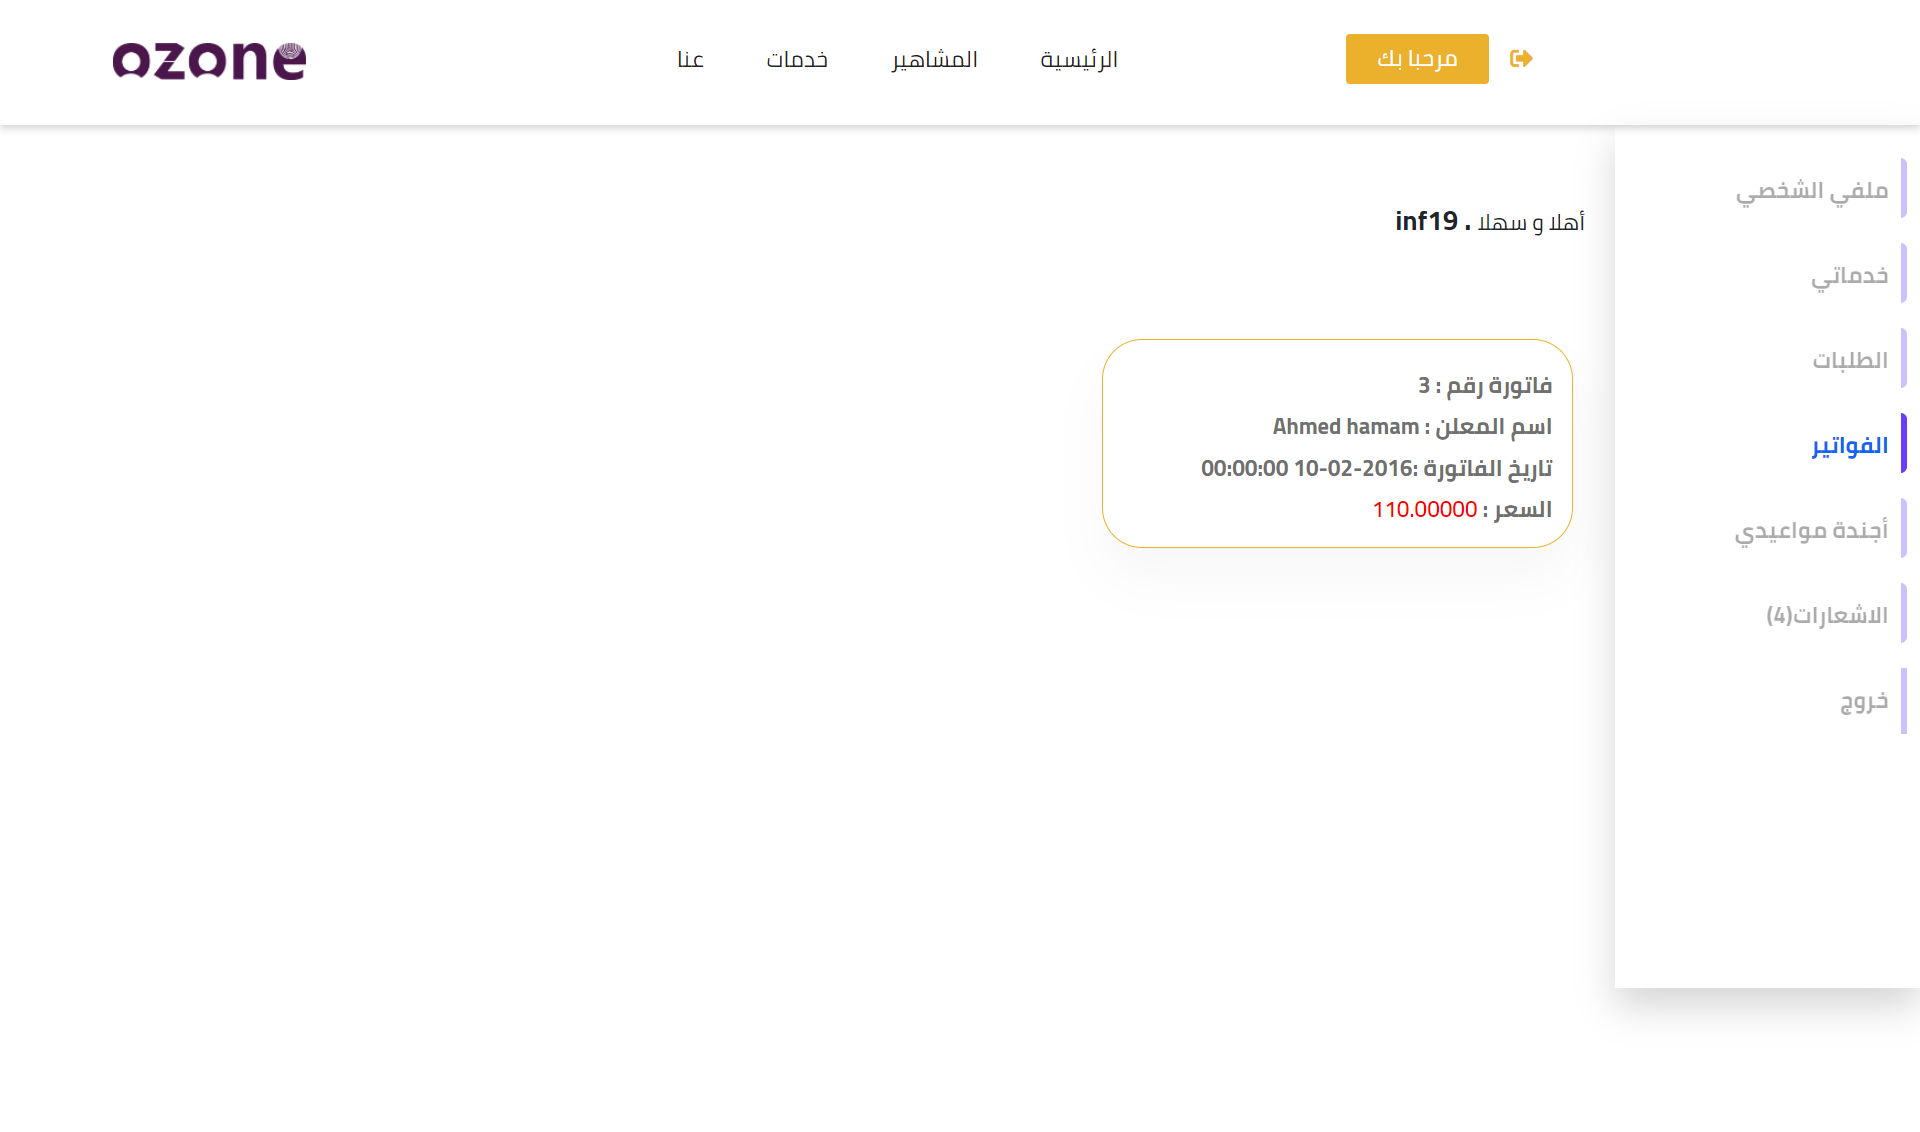 ozone
الرئيسية
المشاهير
خدمات
عنا
مرحبا بك
ملفي الشخصي
خدماتي
الطلبات
الفواتير
أجندة مواعيدي
الاشعارات(4)
خروج
أهلا و سهلا . inf19
فاتورة رقم : 3
اسم المعلن : Ahmed hamam
تاريخ الفاتورة :2016-02-10 00:00:00
السعر : 110.00000